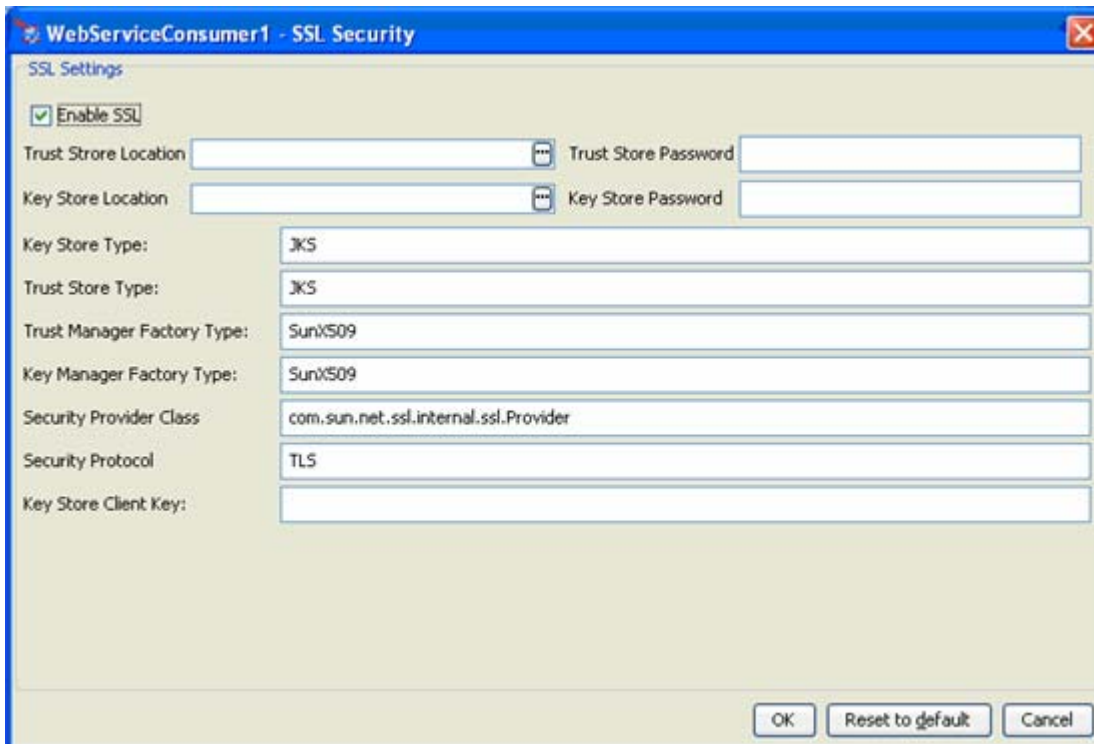 WebServiceConsumer1 - SSL Security
SSL Settings
Enable SSL
Trust Strore Location Trust Store Password
Key Store Location Key Store Password
Key Store Type: JKS
Trust Store Type: JKS
Trust Manager Factory Type: SunX509
Key Manager Factory Type: SunX509
Security Provider Class com.sun.net.ssl.internal.ssl.Provider
Security Protocol TLS
Key Store Client Key:
OK Reset to default Cancel